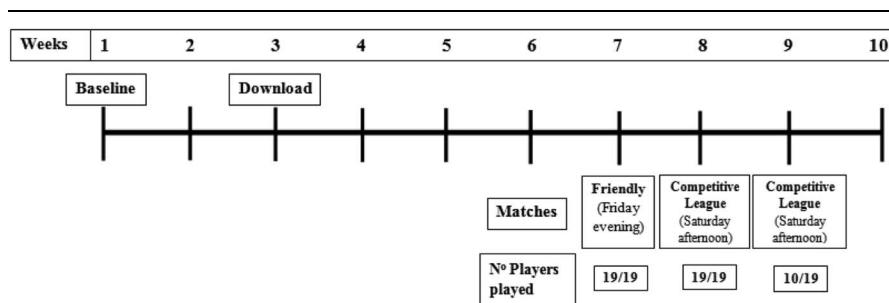 Weeks 1 2 3 4 5 6 7 8 9 10
Baseline Download
Matches
Friendly
(Friday
evening)
Competitive
League
(Saturday
afternoon)
Competitive
League
(Saturday
afternoon)
Nº Players
played
19/19 19/19 10/19